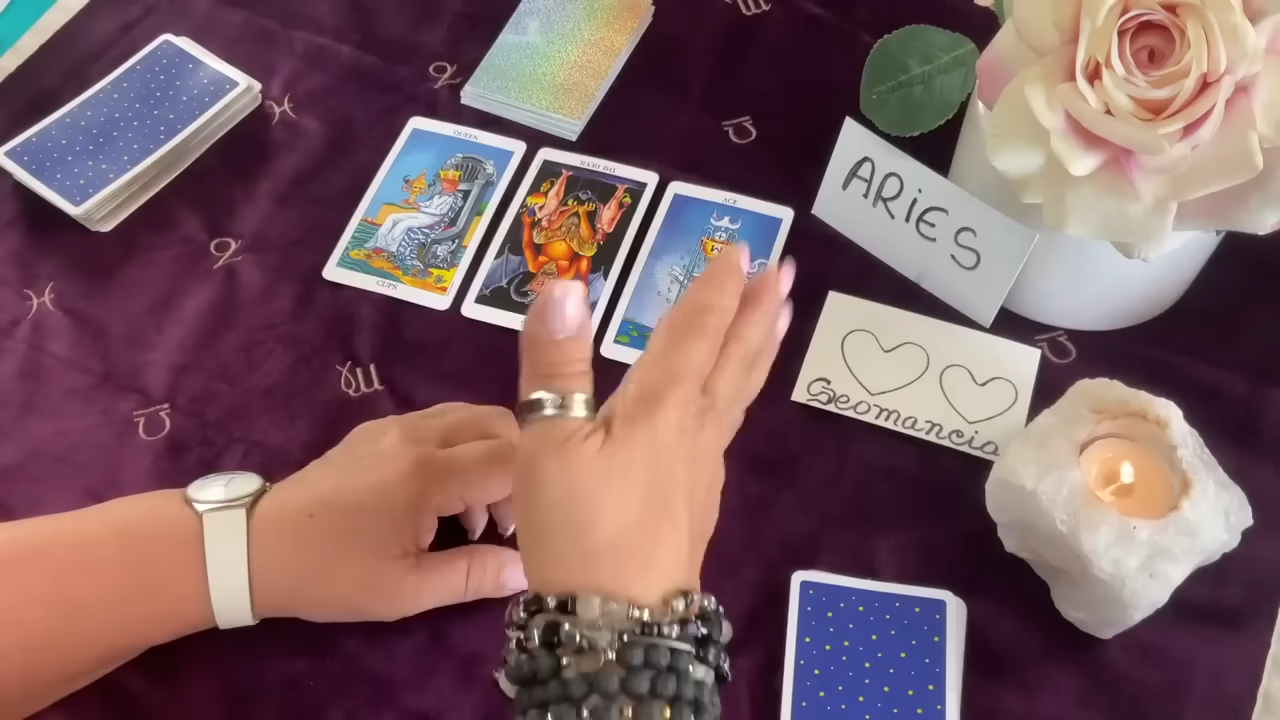 QUEEN
CUPS
THE DEVIL
ACE
ARiES
Geomancia